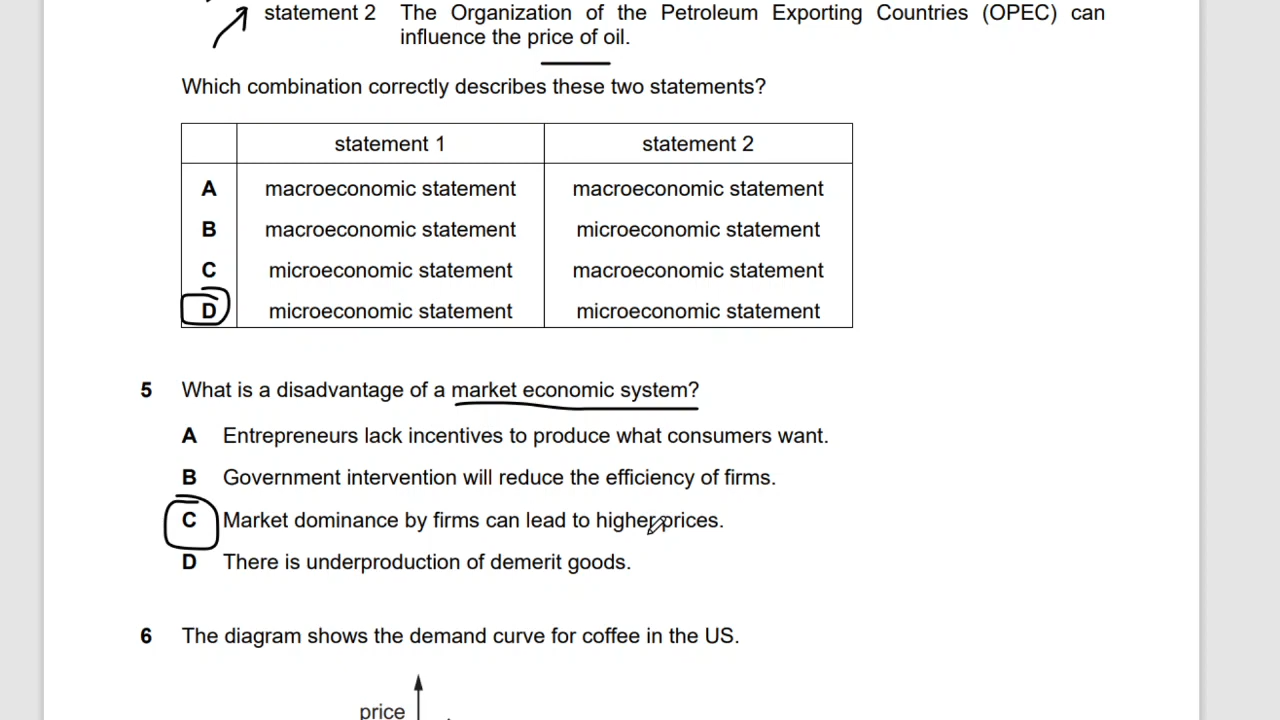 statement 2 The Organization of the Petroleum Exporting Countries (OPEC) can
influence the price of oil.
Which combination correctly describes these two statements?
statement 1 statement 2
A macroeconomic statement macroeconomic statement
B macroeconomic statement microeconomic statement
C microeconomic statement macroeconomic statement
D microeconomic statement microeconomic statement
5 What is a disadvantage of a market economic system?
A Entrepreneurs lack incentives to produce what consumers want.
B Government intervention will reduce the efficiency of firms.
C Market dominance by firms can lead to higher prices.
D There is underproduction of demerit goods.
6 The diagram shows the demand curve for coffee in the US.
price